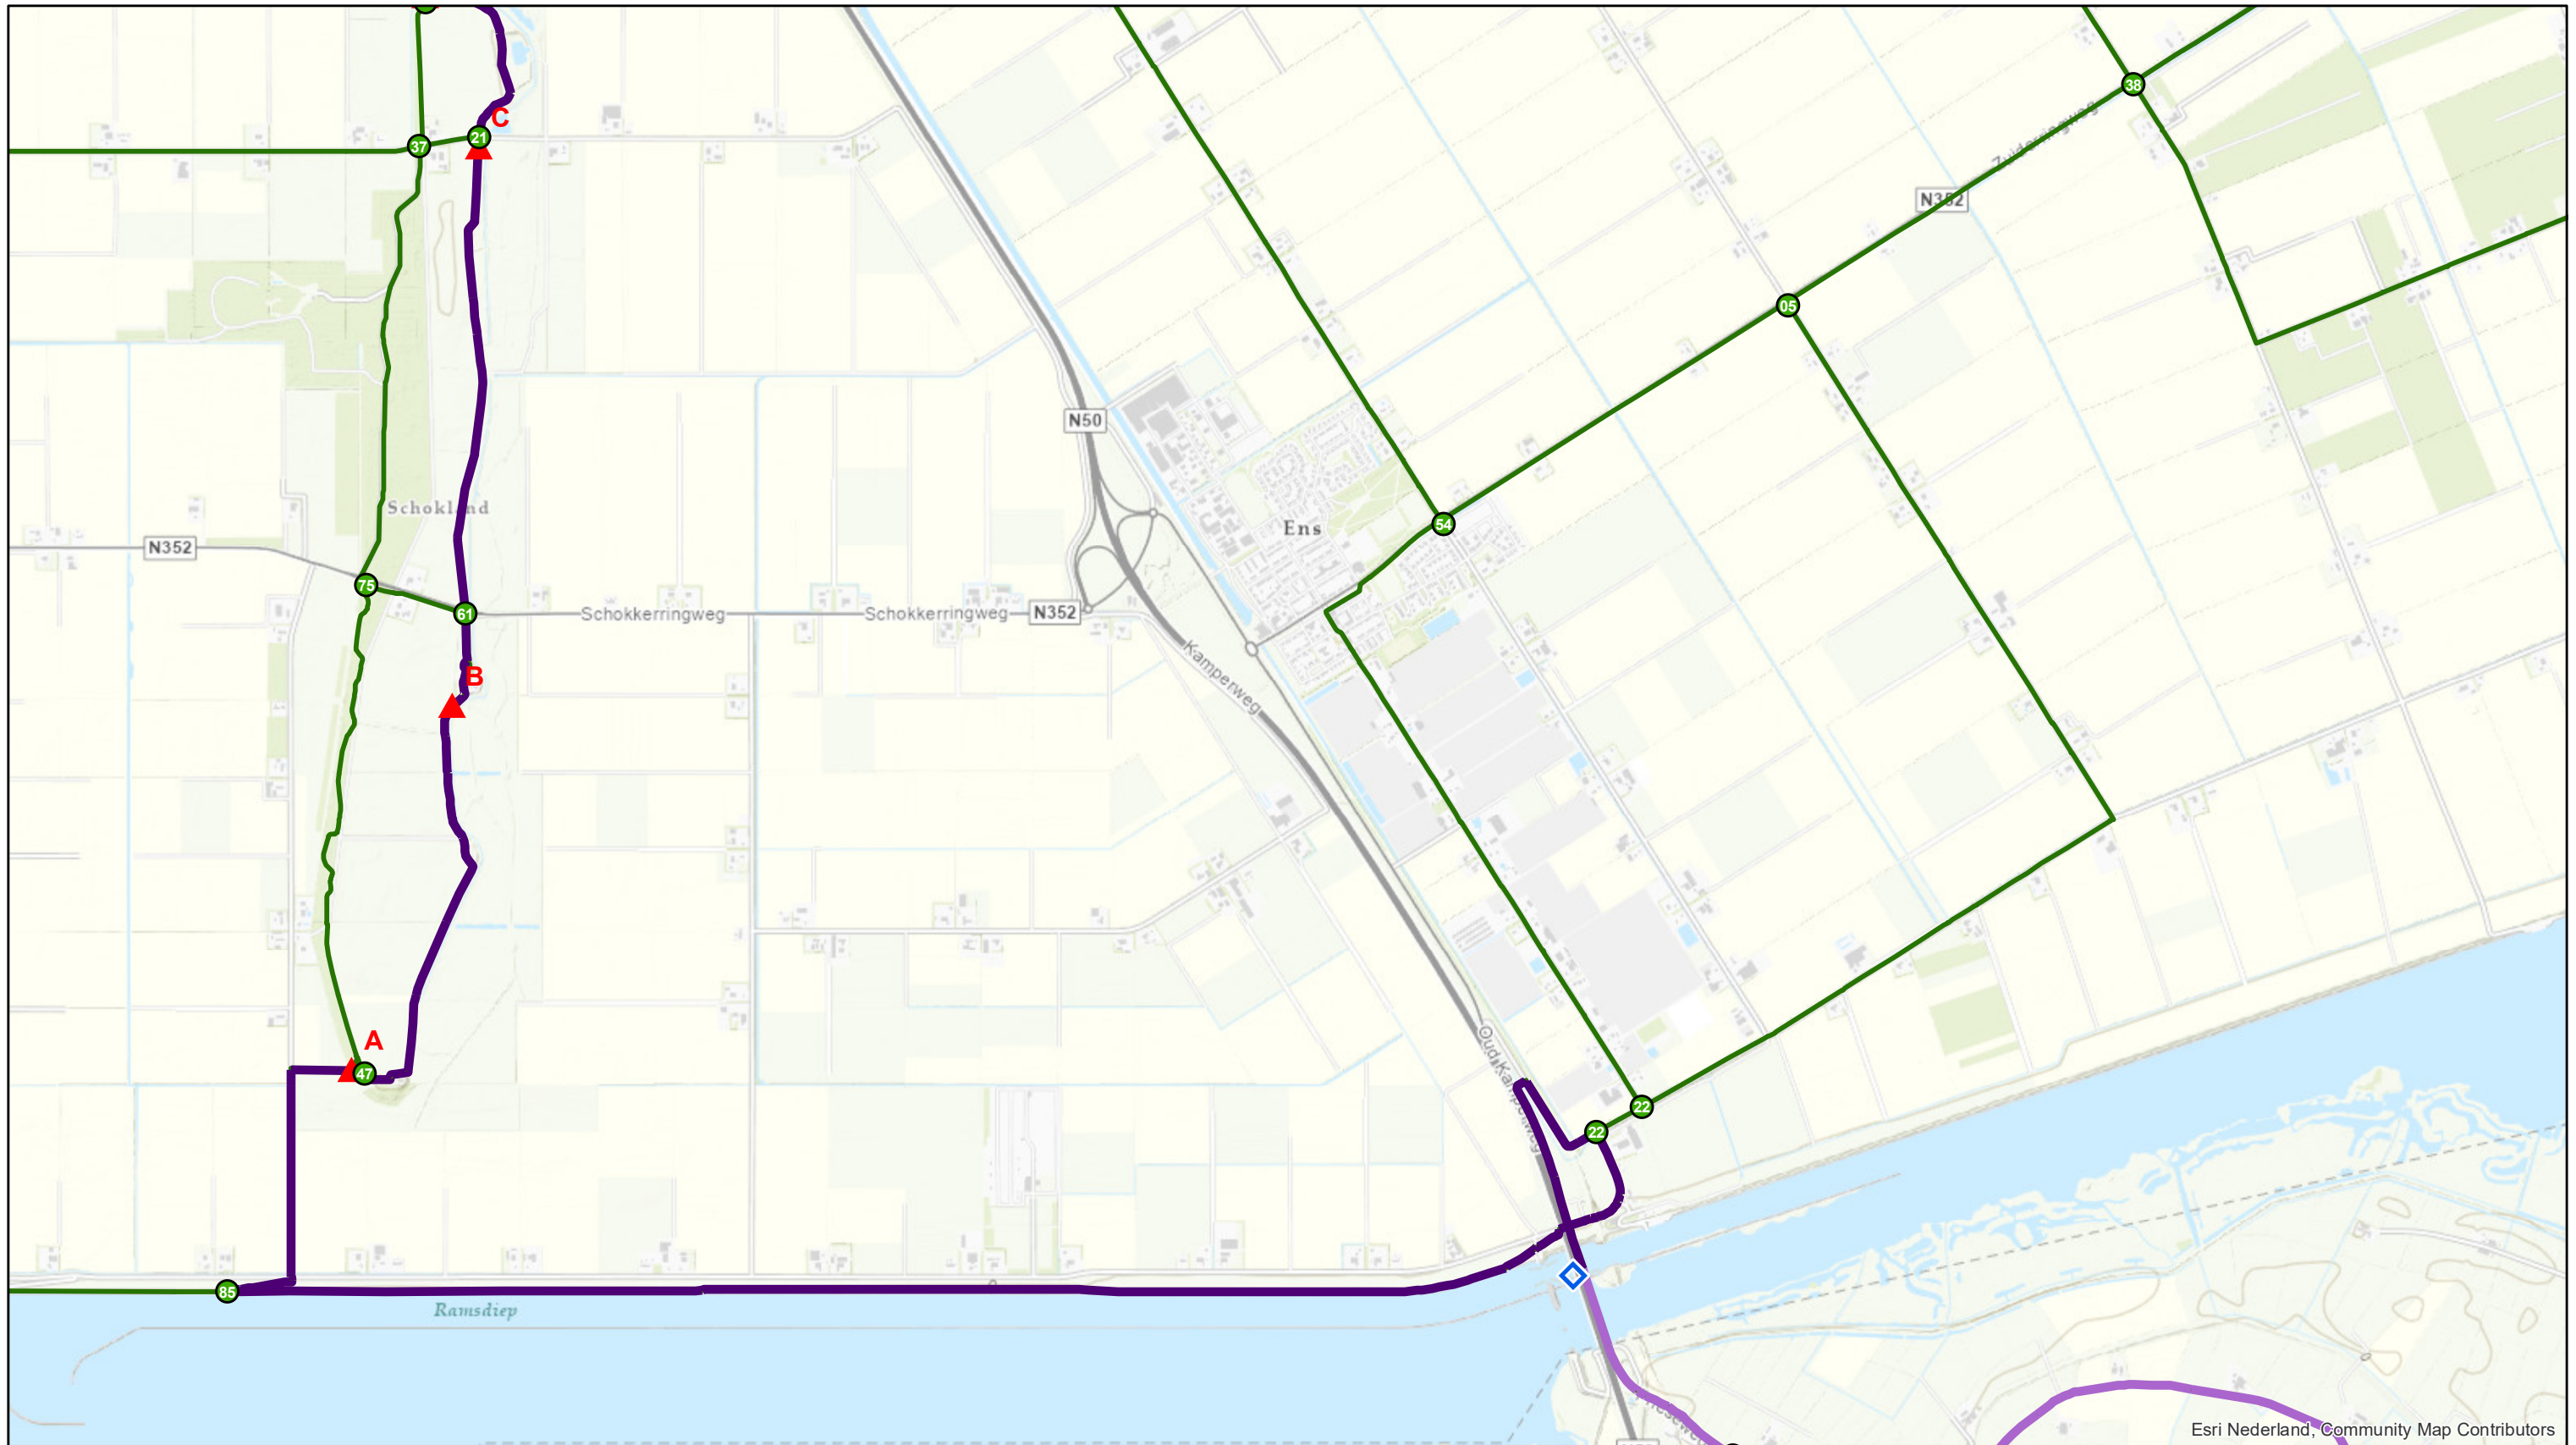 38
C
21
37
Zuiderringweg
N352
05
N50
Schokland
Ens
54
N352
75
61
Schokkerringweg
Schokkerringweg
N352
B
Kamperweg
A
47
Oud Kamperweg
22
22
85
Ramsdiep
Esri Nederland, Community Map Contributors